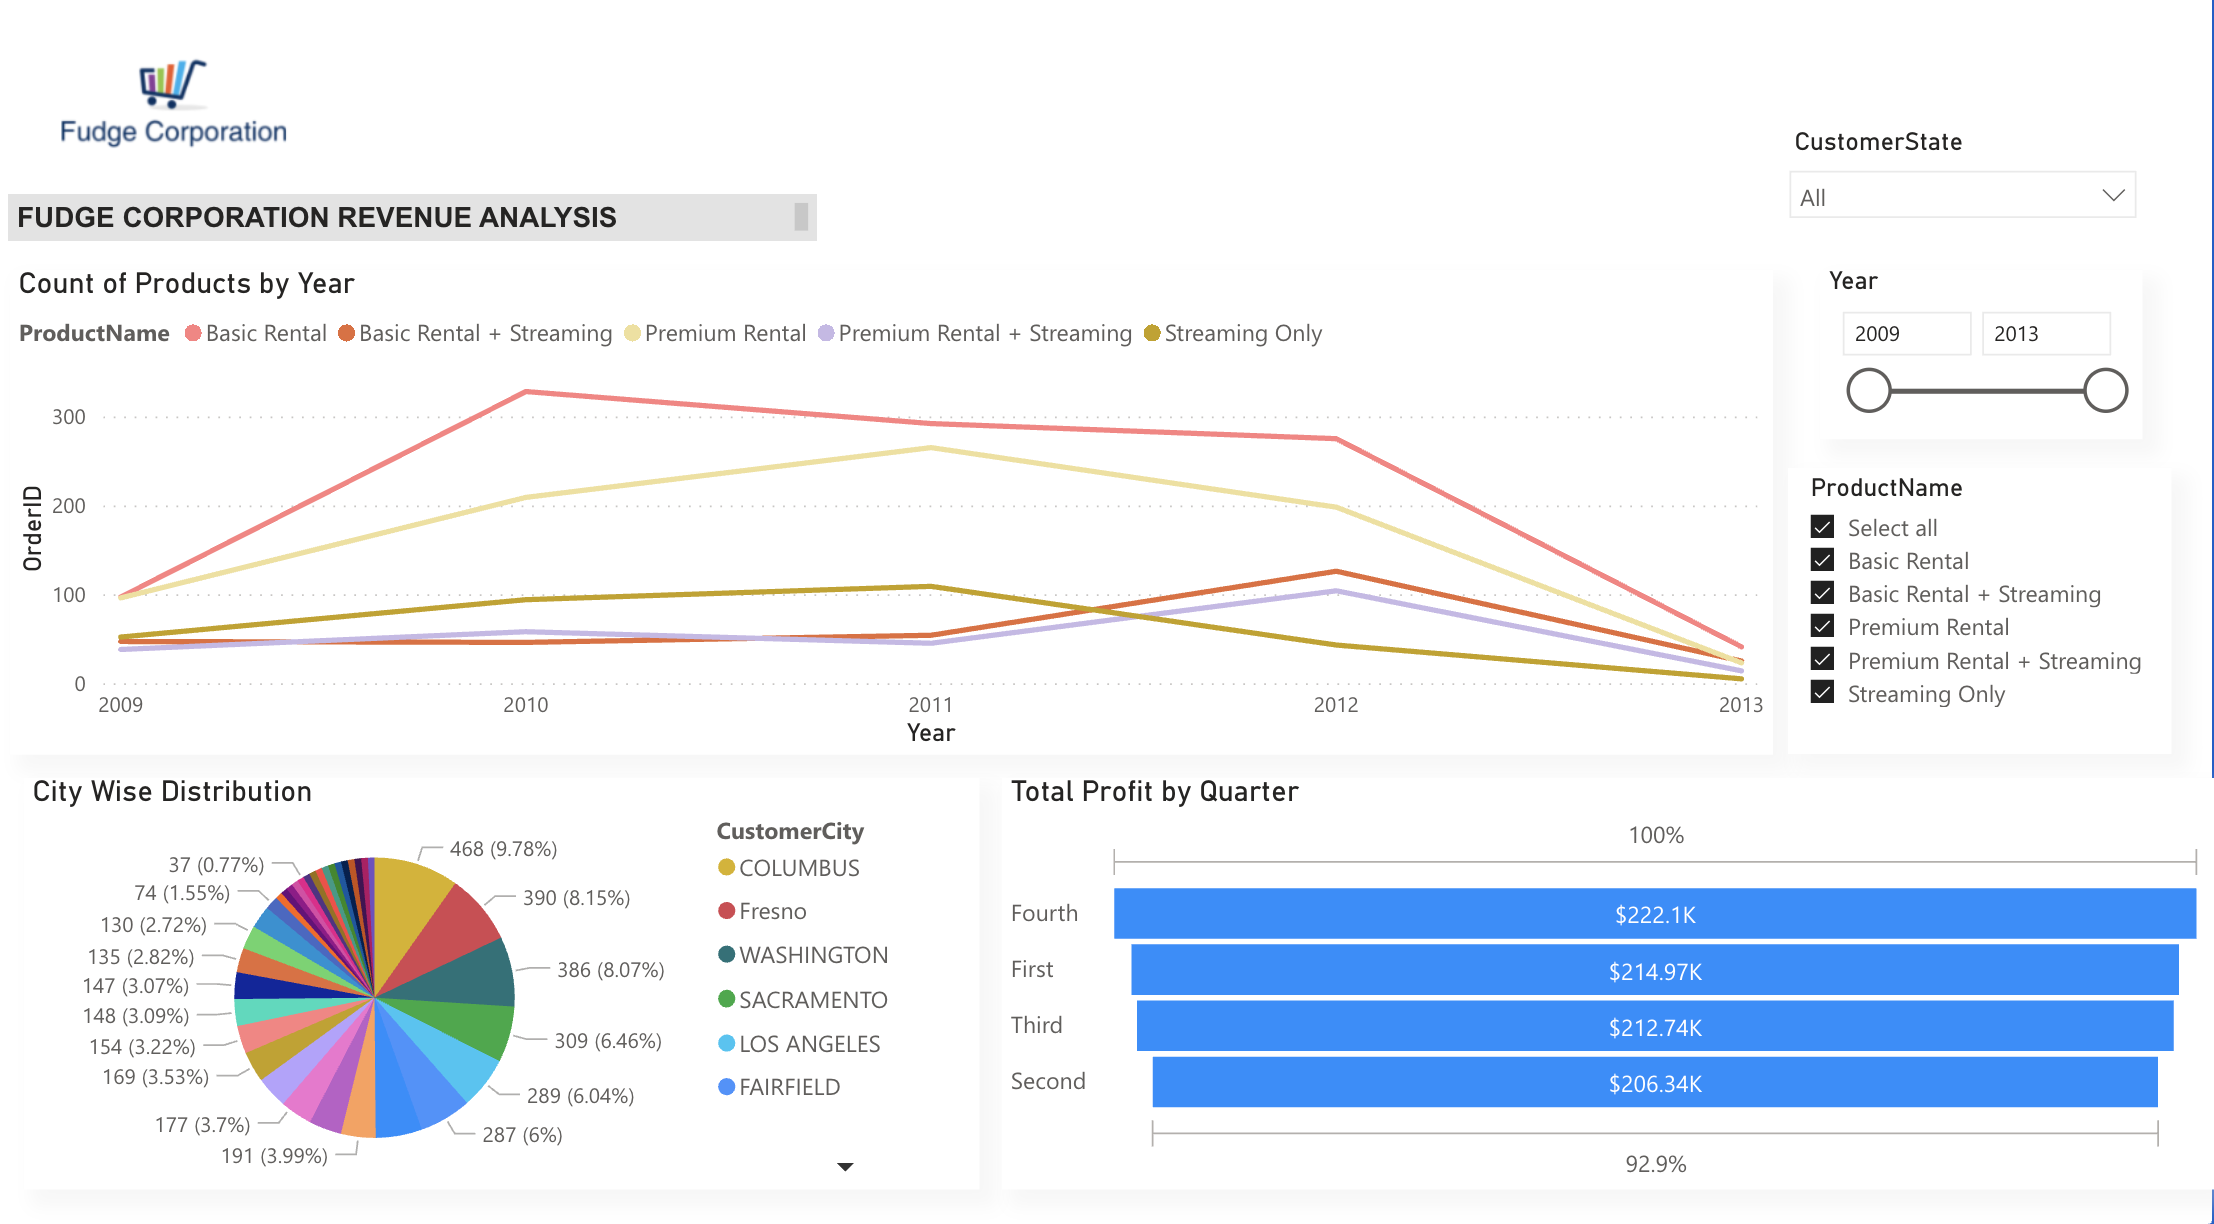 Fudge Corporation
CustomerState
All
FUDGE CORPORATION REVENUE ANALYSIS
Count of Products by Year
ProductName Basic Rental Basic Rental + Streaming Premium Rental Premium Rental + Streaming Streaming Only
300
200
100
0
OrderID
2009 2010 2011 2012 2013
Year
Year
2009 2013
ProductName
Select all
Basic Rental
Basic Rental + Streaming
Premium Rental
Premium Rental + Streaming
Streaming Only
City Wise Distribution
468 (9.78%)
390 (8.15%)
386 (8.07%)
309 (6.46%)
289 (6.04%)
287 (6%)
191 (3.99%)
177 (3.7%)
169 (3.53%)
154 (3.22%)
148 (3.09%)
147 (3.07%)
135 (2.82%)
130 (2.72%)
74 (1.55%)
37 (0.77%)
CustomerCity
COLUMBUS
Fresno
WASHINGTON
SACRAMENTO
LOS ANGELES
FAIRFIELD
Total Profit by Quarter
100%
Fourth $222.1K
First $214.97K
Third $212.74K
Second $206.34K
92.9%